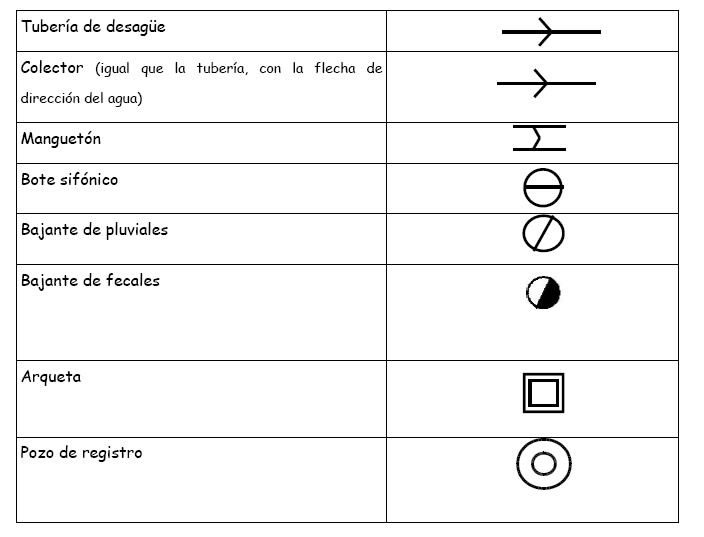 Tubería de desagüe
Colector (igual que la tubería, con la flecha de
dirección del agua)
Manguetón
Bote sifónico
Bajante de pluviales
Bajante de fecales
Arqueta
Pozo de registro